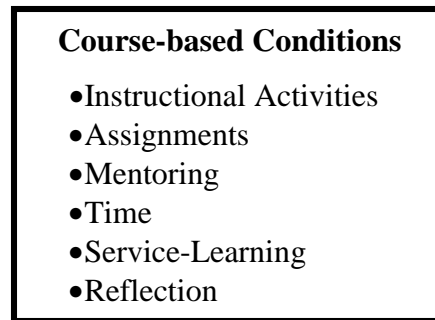 Course-based Conditions
•Instructional Activities
•Assignments
•Mentoring
•Time
•Service-Learning
•Reflection